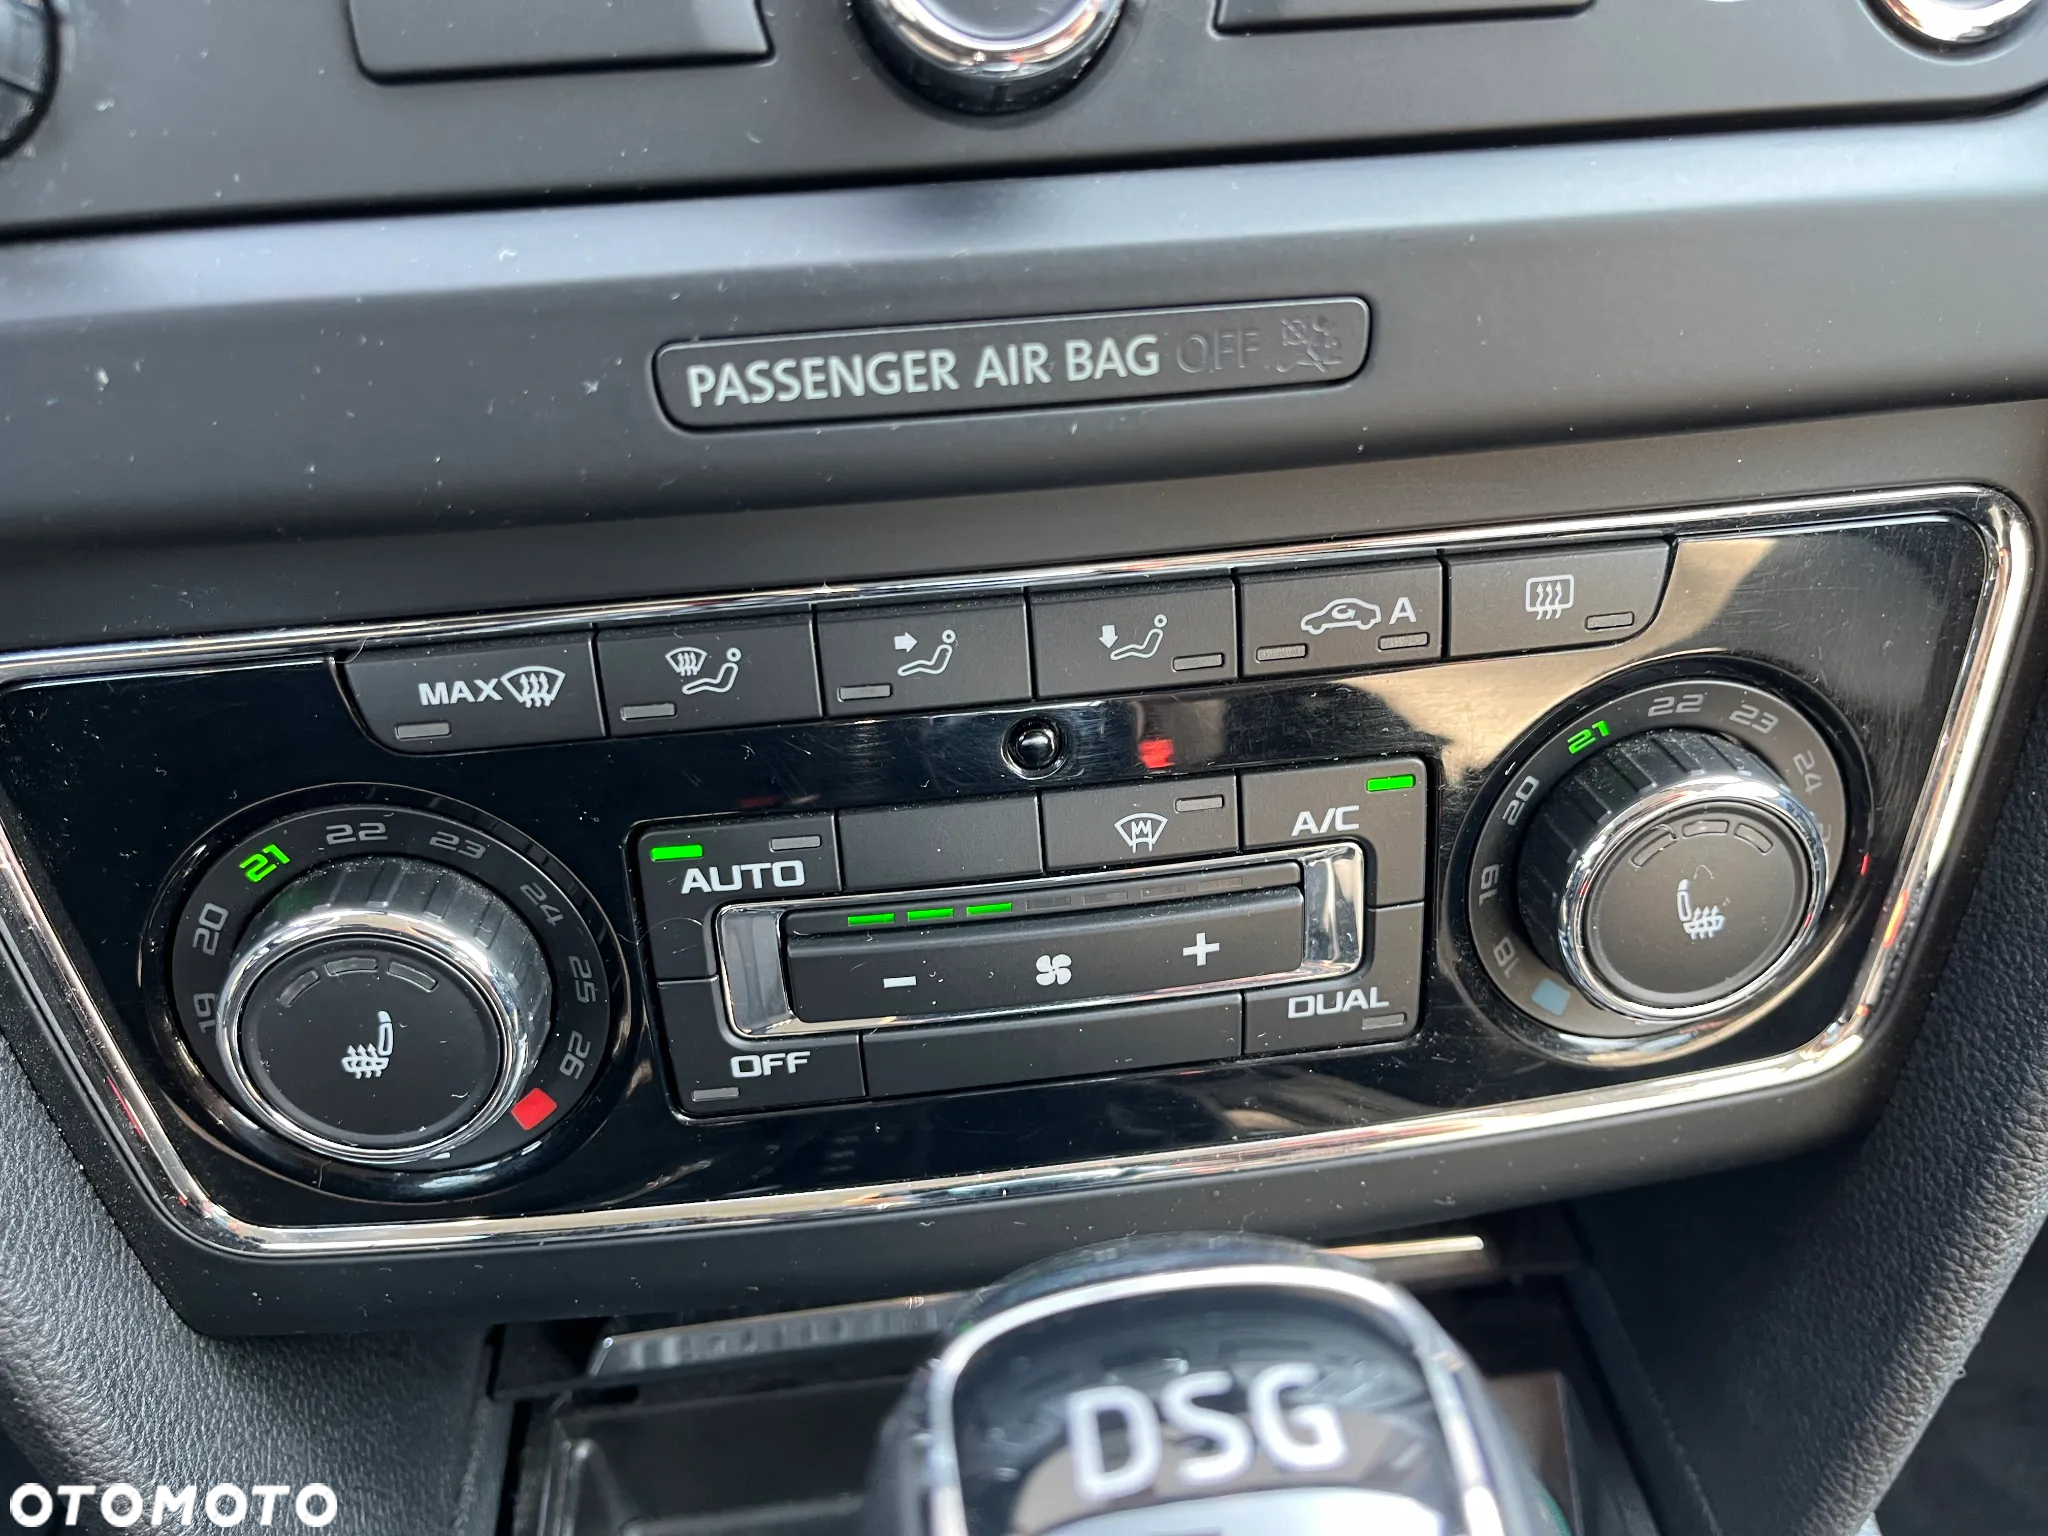 PASSENGER AIR BAG OFF
MAX
A
21 22 23 24 25 26
20
19
AUTO
A/C
- +
OFF
DUAL
21 22 23 24
20
19
18
DSG
OTOMOTO